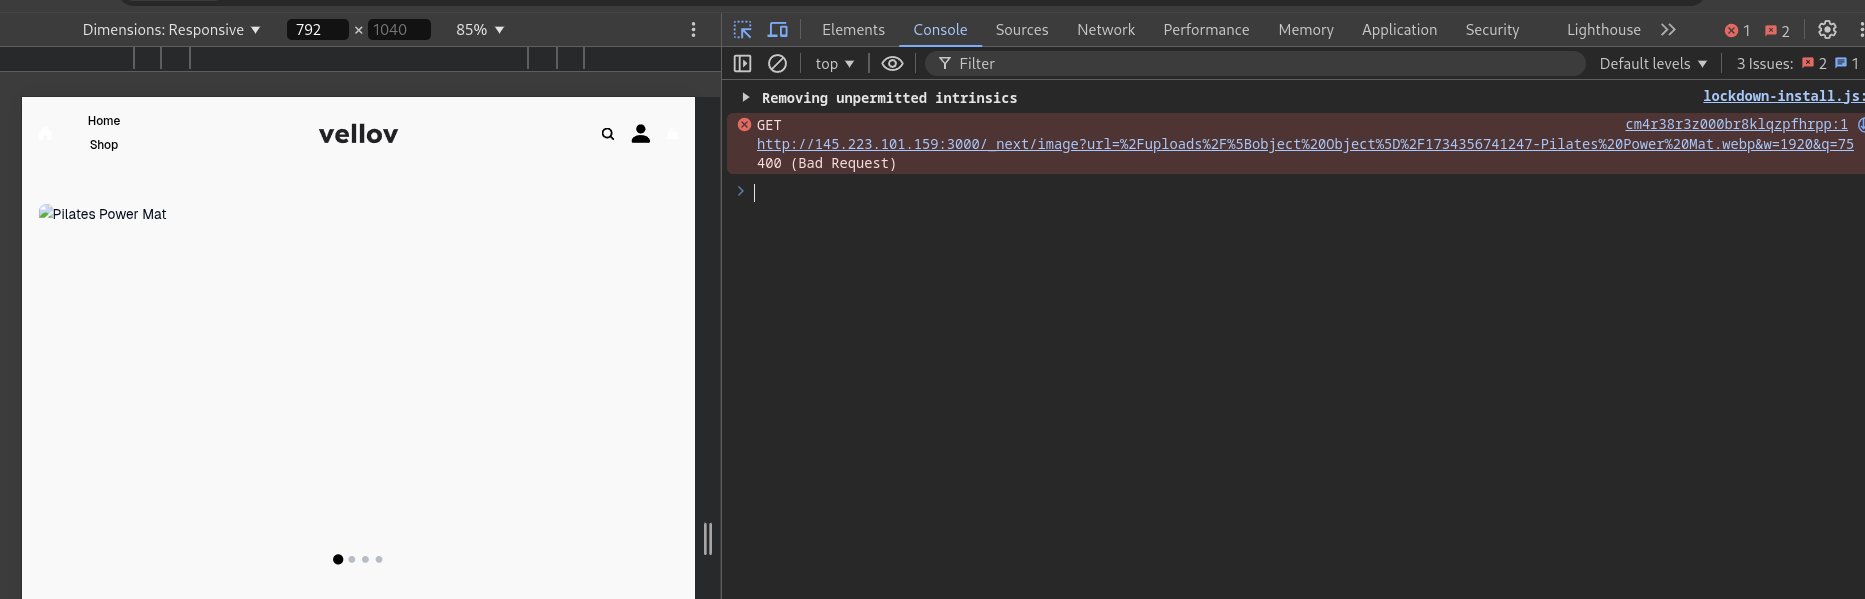 Dimensions: Responsive ▼ 792 × 1040 85% ▼
Elements Console Sources Network Performance Memory Application Security Lighthouse 1 2
top ▼ Filter Default levels ▼ 3 Issues: 2 1
Removing unpermitted intrinsics lockdown-install.js:
GET cm4r38r3z000br8klqzpfhrpp:1
http://145.223.101.159:3000/_next/image?url=%2Fuploads%2F%5Bobject%20Object%5D%2F1734356741247-Pilates%20Power%20Mat.webp&w=1920&q=75
400 (Bad Request)
Home
Shop
vellov
Pilates Power Mat